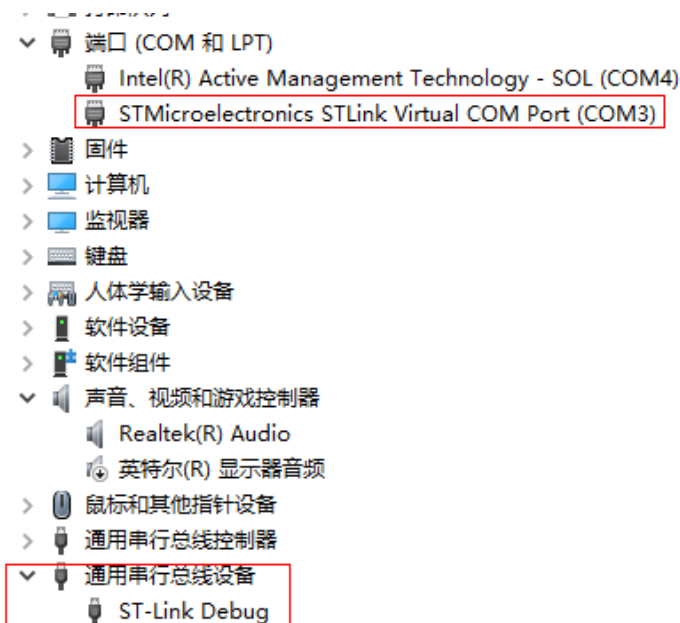 端口 (COM 和 LPT)
Intel(R) Active Management Technology - SOL (COM4)
STMicroelectronics STLink Virtual COM Port (COM3)
固件
计算机
监视器
键盘
人体学输入设备
软件设备
软件组件
声音、视频和游戏控制器
Realtek(R) Audio
英特尔(R) 显示器音频
鼠标和其他指针设备
通用串行总线控制器
通用串行总线设备
ST-Link Debug